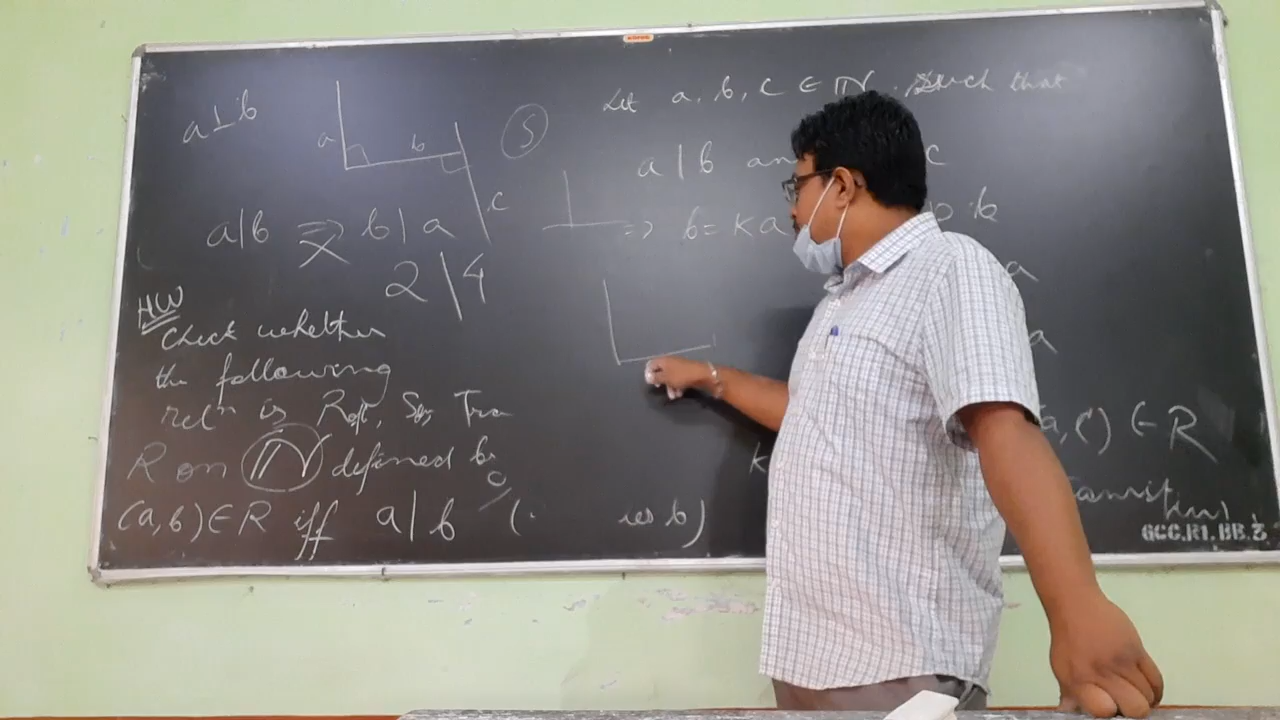 a⊥b
a
b
c
S
a|b ⇒ b|a
2|4
HW
Check whether
the following
relⁿ is Ref, Sy, Tra
R on ℕ defined by
(a,b)∈R iff a|b ( b)
Let a, b, c ∈ ℕ. Such that
a|b c
⇒ b = ka
a
a
k
a,c) ∈ R
GCC.R1.BB.2